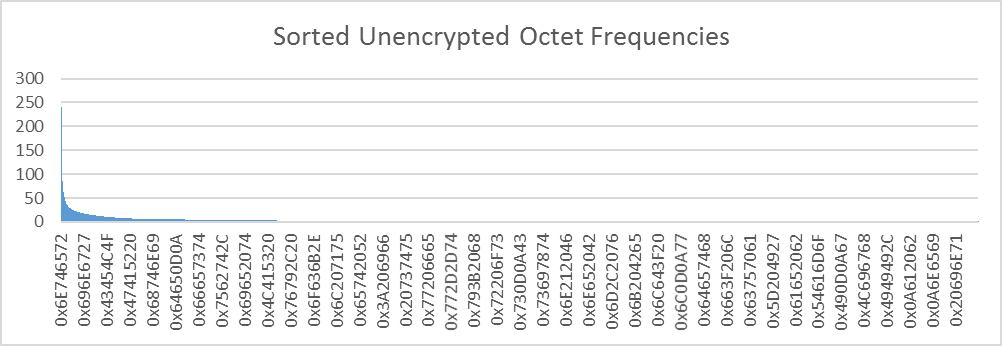 Sorted Unencrypted Octet Frequencies
300
250
200
150
100
50
0
0x6E746572
0x696E6727
0x43454C4F
0x47415220
0x68746E69
0x64650D0A
0x66657374
0x7562742C
0x69652074
0x4C415320
0x76792C20
0x6F636B2E
0x6C207175
0x65742052
0x3A206966
0x20737475
0x77206665
0x772D2D74
0x793B2068
0x72206F73
0x730D0A43
0x73697874
0x6E212046
0x6E652042
0x6D2C2076
0x6B204265
0x6C643F20
0x6C0D0A77
0x64657468
0x663F206C
0x63757061
0x5D204927
0x61652062
0x54616D6F
0x490D0A67
0x4C696768
0x4949492C
0x0A612062
0x0A6E6569
0x20696E71